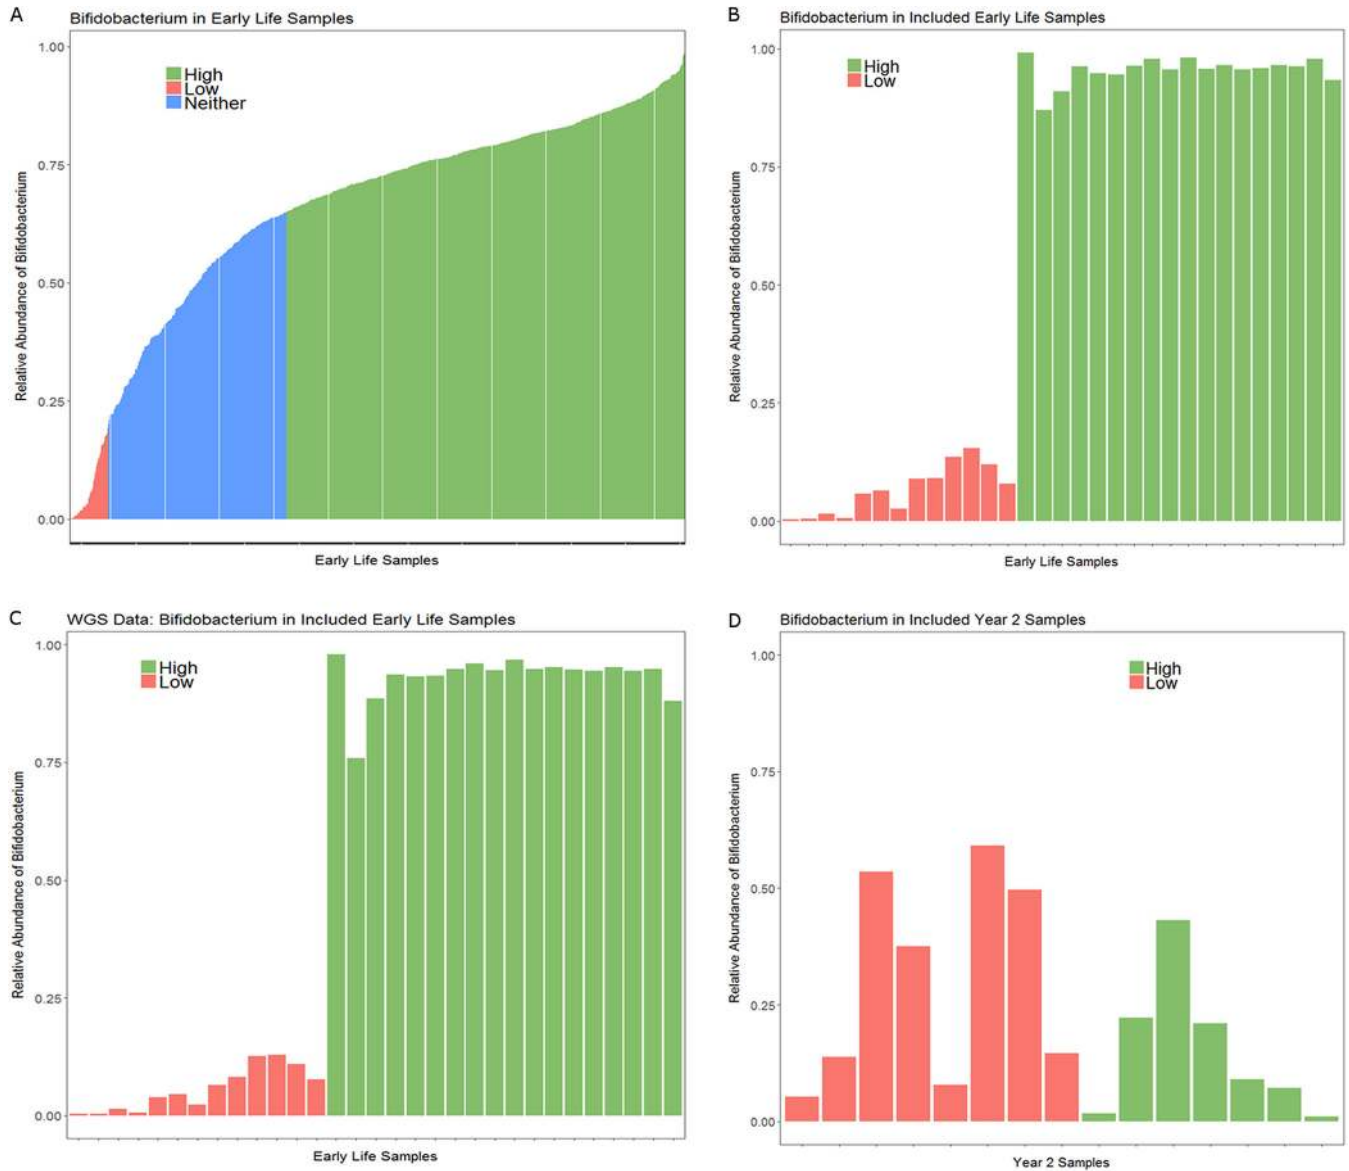 A
Bifidobacterium in Early Life Samples
High
Low
Neither
1.00
0.75
0.50
0.25
0.00
Relative Abundance of Bifidobacterium
Early Life Samples
B
Bifidobacterium in Included Early Life Samples
High
Low
1.00
0.75
0.50
0.25
0.00
Relative Abundance of Bifidobacterium
Early Life Samples
C
WGS Data: Bifidobacterium in Included Early Life Samples
High
Low
1.00
0.75
0.50
0.25
0.00
Relative Abundance of Bifidobacterium
Early Life Samples
D
Bifidobacterium in Included Year 2 Samples
High
Low
1.00
0.75
0.50
0.25
0.00
Relative Abundance of Bifidobacterium
Year 2 Samples